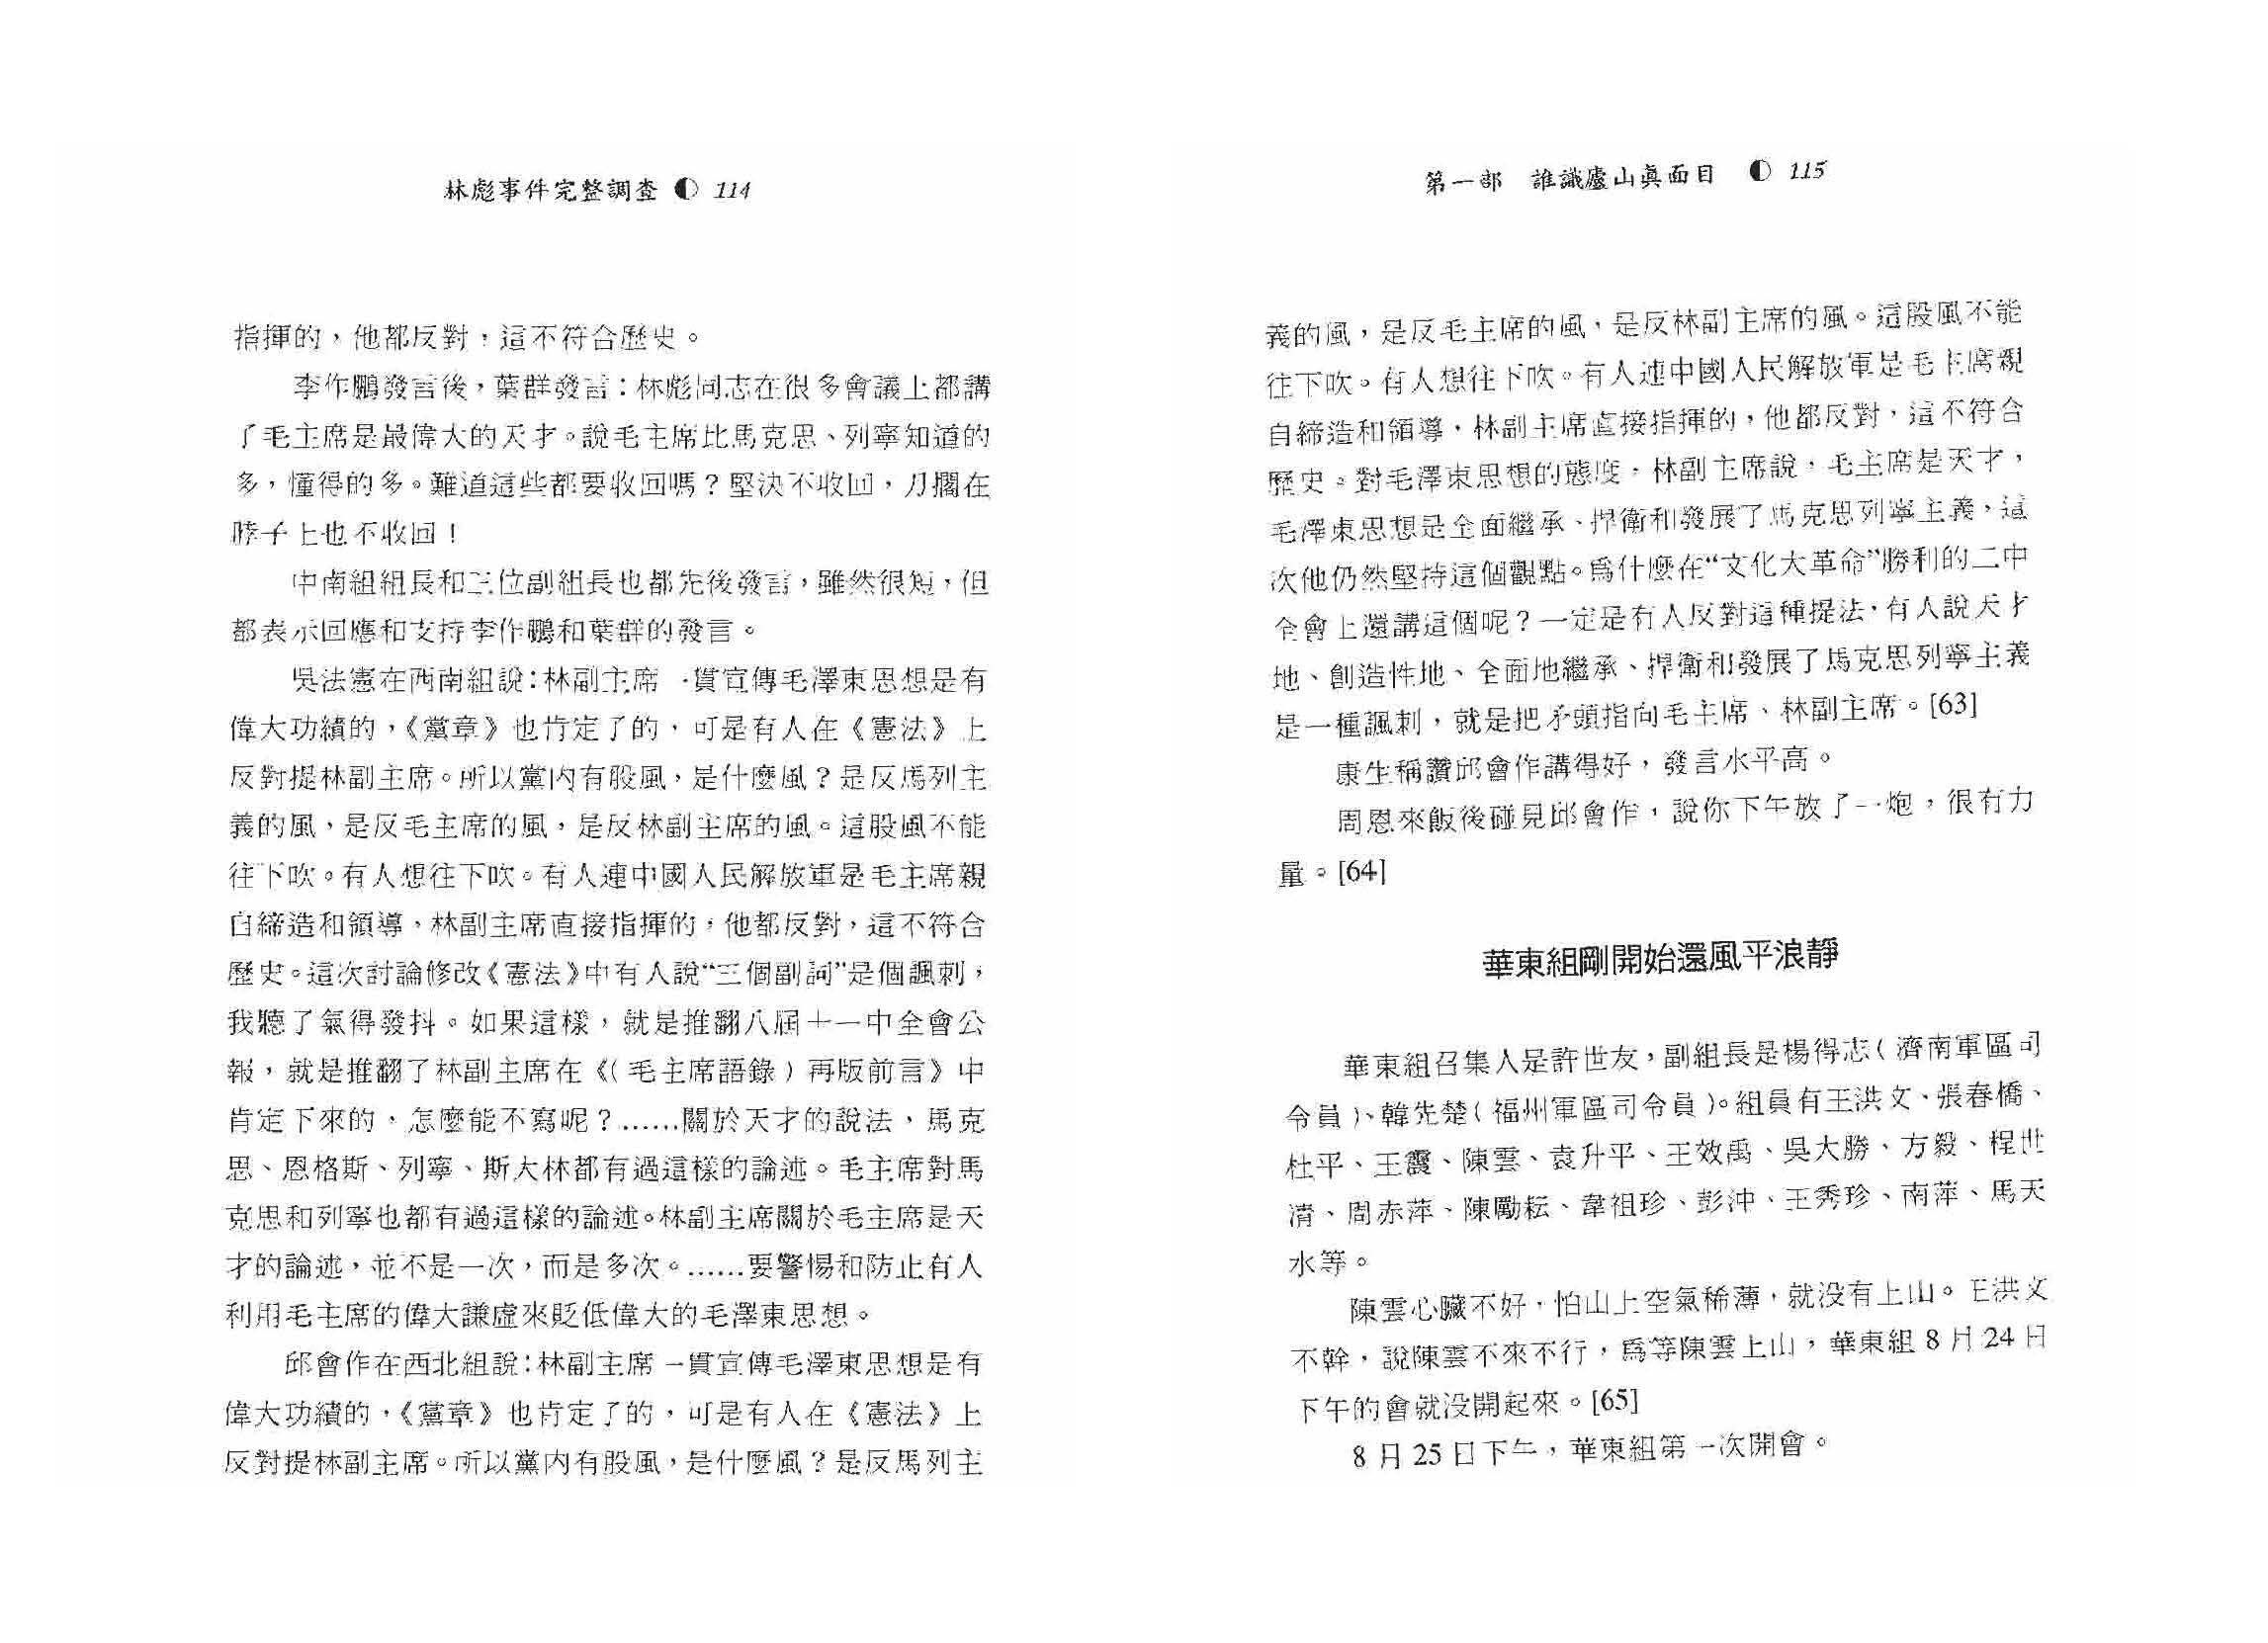 林彪事件完整調查 ◐ 114
指揮的，他都反對，這不符合歷史。
李作鵬發言後，葉群發言：林彪同志在很多會議上都講
了毛主席是最偉大的天才。說毛主席比馬克思、列寧知道的
多，懂得的多。難道這些都要收回嗎？堅決不收回，刀擱在
脖子上也不收回！
中南組組長和三位副組長也都先後發言，雖然很短，但
都表示回應和支持李作鵬和葉群的發言。
吳法憲在西南組說：林副主席一貫宣傳毛澤東思想是有
偉大功績的，《黨章》也肯定了的，可是有人在《憲法》上
反對提林副主席。所以黨內有股風，是什麼風？是反馬列主
義的風，是反毛主席的風，是反林副主席的風。這股風不能
往下吹。有人想往下吹。有人連中國人民解放軍是毛主席親
自締造和領導，林副主席直接指揮的，他都反對，這不符合
歷史。這次討論修改《憲法》中有人說“三個副詞”是個諷刺，
我聽了氣得發抖。如果這樣，就是推翻八屆十一中全會公
報，就是推翻了林副主席在《（毛主席語錄）再版前言》中
肯定下來的，怎麼能不寫呢？……關於天才的說法，馬克
思、恩格斯、列寧、斯大林都有過這樣的論述。毛主席對馬
克思和列寧也都有過這樣的論述。林副主席關於毛主席是天
才的論述，並不是一次，而是多次。……要警惕和防止有人
利用毛主席的偉大謙虛來貶低偉大的毛澤東思想。
邱會作在西北組說：林副主席一貫宣傳毛澤東思想是有
偉大功績的，《黨章》也肯定了的，可是有人在《憲法》上
反對提林副主席。所以黨內有股風，是什麼風？是反馬列主
第一部　誰識廬山真面目 ◐ 115
義的風，是反毛主席的風，是反林副主席的風。這股風不能
往下吹。有人想往下吹。有人連中國人民解放軍是毛主席親
自締造和領導，林副主席直接指揮的，他都反對，這不符合
歷史。對毛澤東思想的態度，林副主席說，毛主席是天才，
毛澤東思想是全面繼承、捍衛和發展了馬克思列寧主義，這
次他仍然堅持這個觀點。爲什麼在“文化大革命”勝利的二中
全會上還講這個呢？一定是有人反對這種提法，有人說天才
地、創造性地、全面地繼承、捍衛和發展了馬克思列寧主義
是一種諷刺，就是把矛頭指向毛主席、林副主席。[63]
康生稱讚邱會作講得好，發言水平高。
周恩來飯後碰見邱會作，說你下午放了一炮，很有力
量。[64]
華東組剛開始還風平浪靜
華東組召集人是許世友，副組長是楊得志（濟南軍區司
令員）、韓先楚（福州軍區司令員）。組員有王洪文、張春橋、
杜平、王震、陳雲、袁升平、王效禹、吳大勝、方毅、程世
清、周赤萍、陳勵耘、韋祖珍、彭沖、王秀珍、南萍、馬天
水等。
陳雲心臟不好，怕山上空氣稀薄，就没有上山。王洪文
不幹，說陳雲不來不行，爲等陳雲上山，華東組 8 月 24 日
下午的會就没開起來。[65]
8 月 25 日下午，華東組第一次開會。